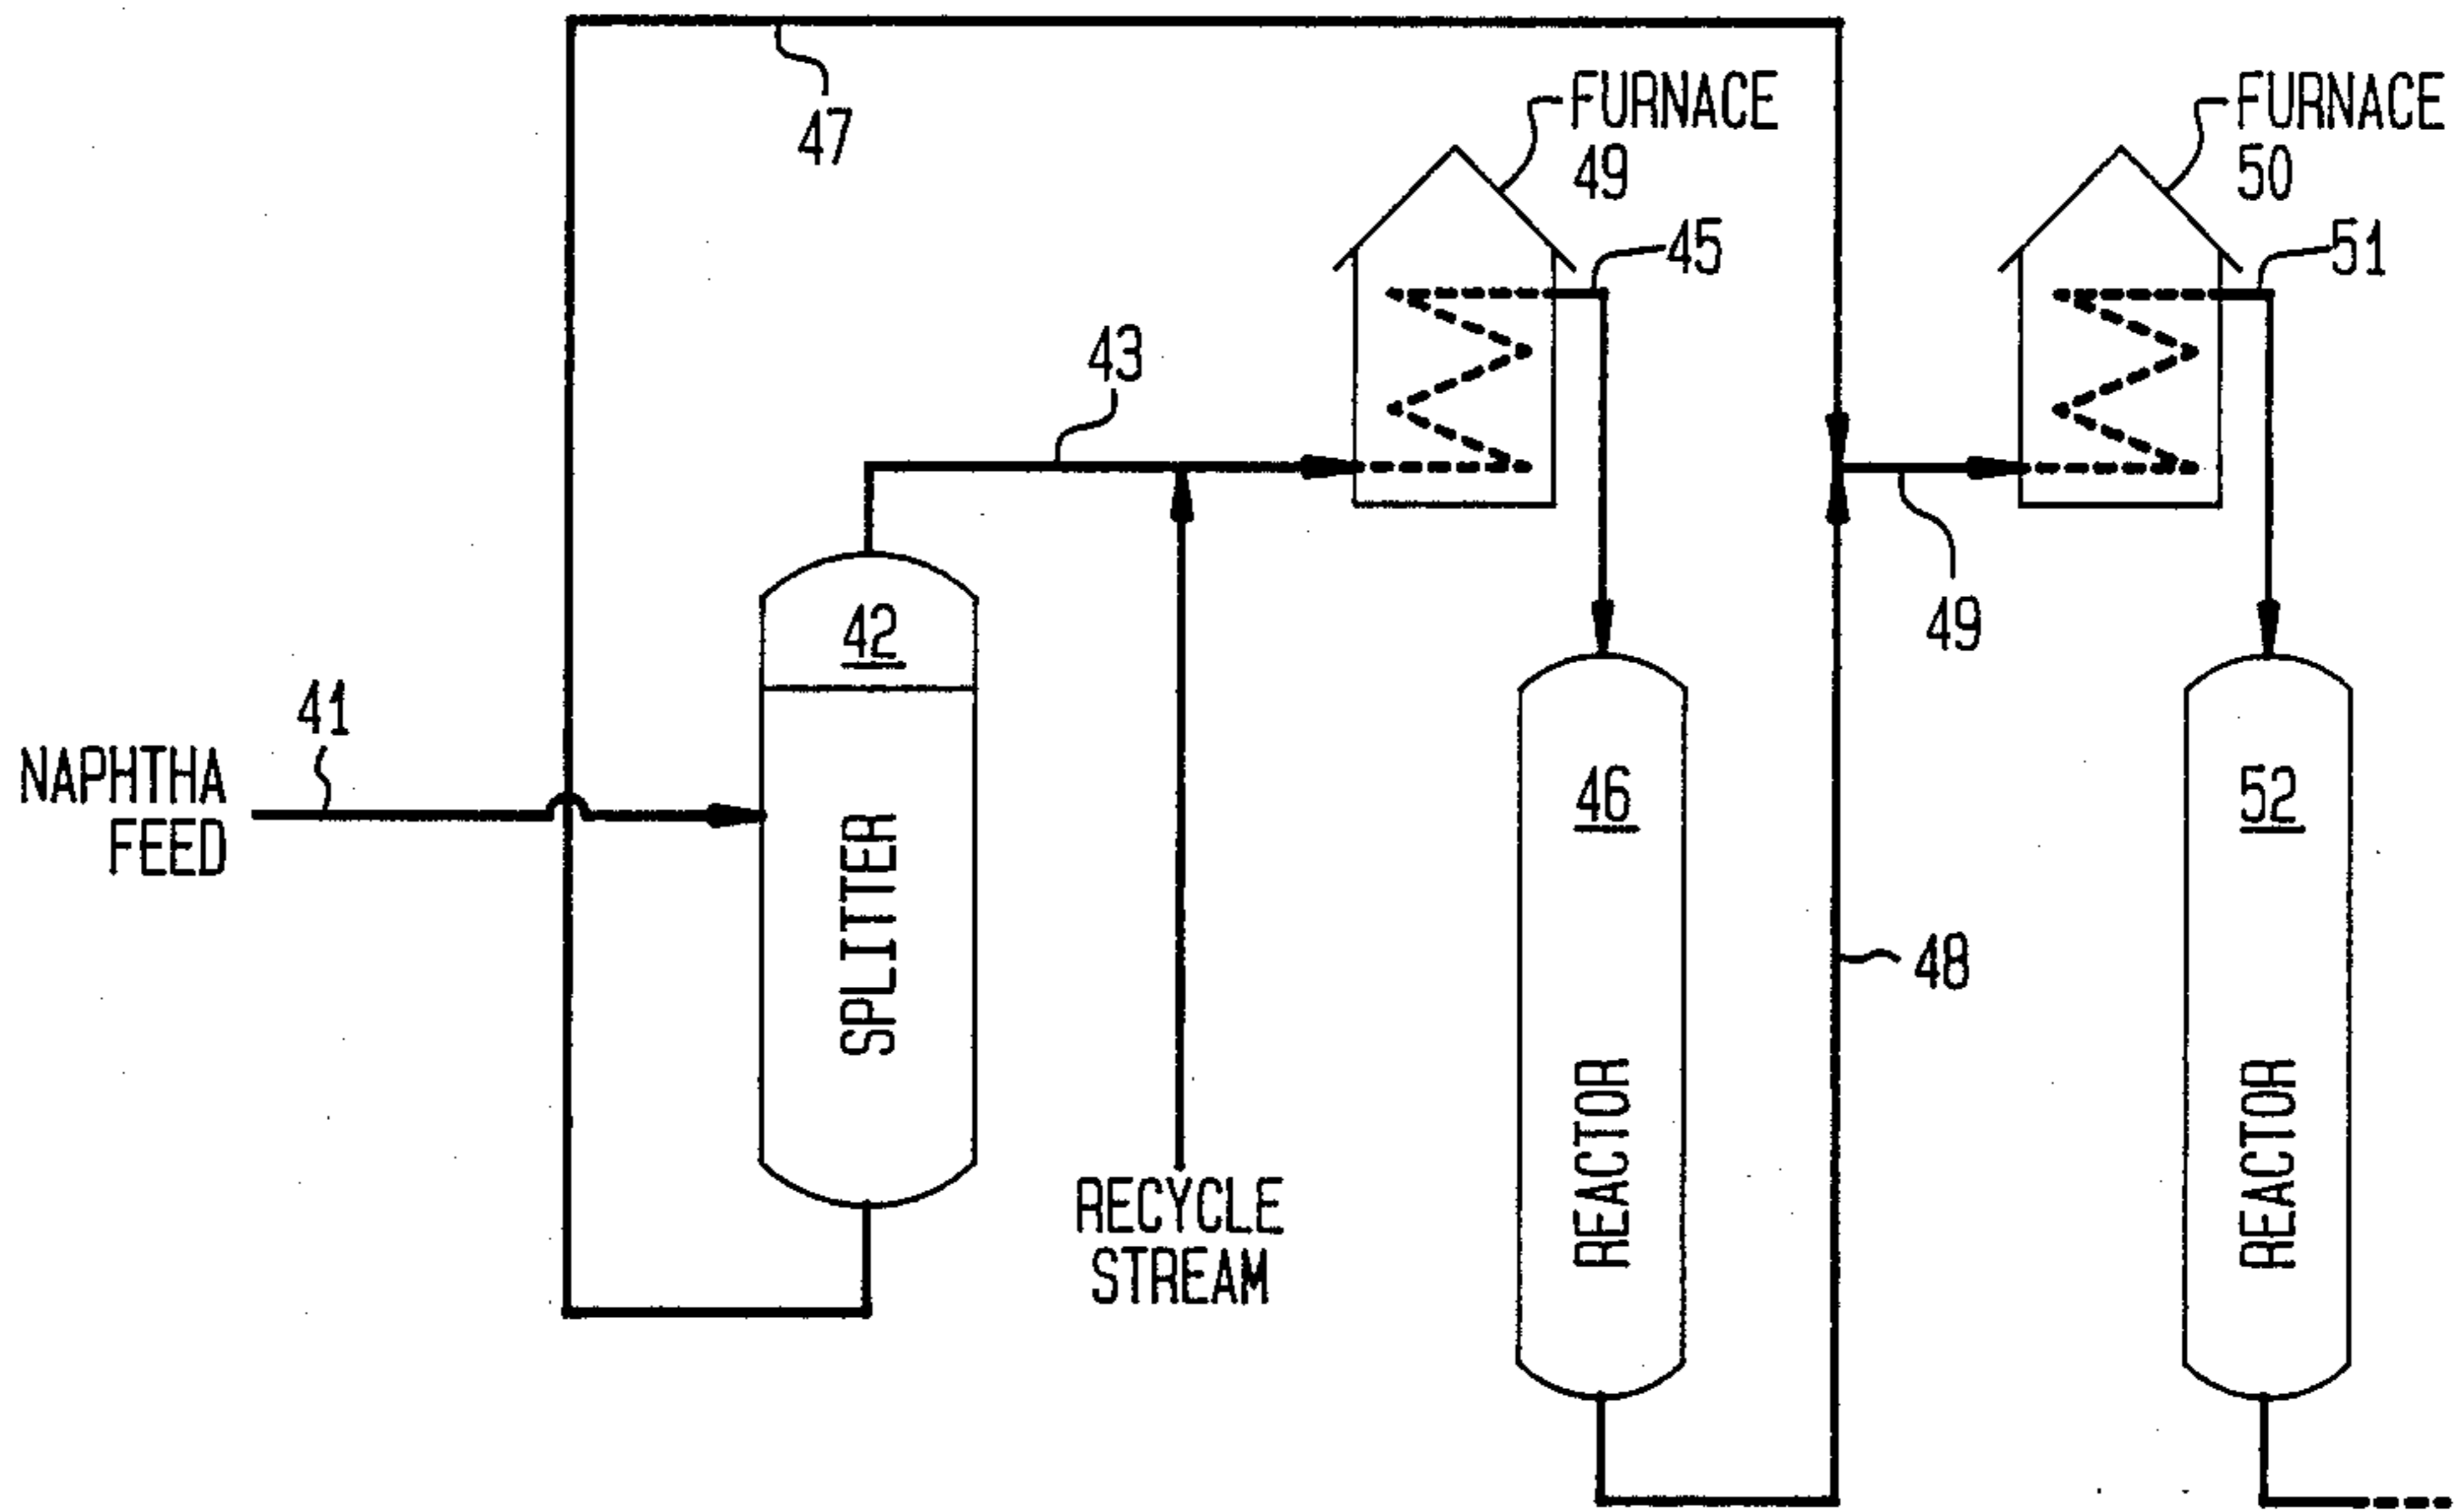 47
FURNACE
49
FURNACE
50
45
51
43
42
41
NAPHTHA
FEED
SPLITTER
RECYCLE
STREAM
46
REACTOR
48
49
52
REACTOR